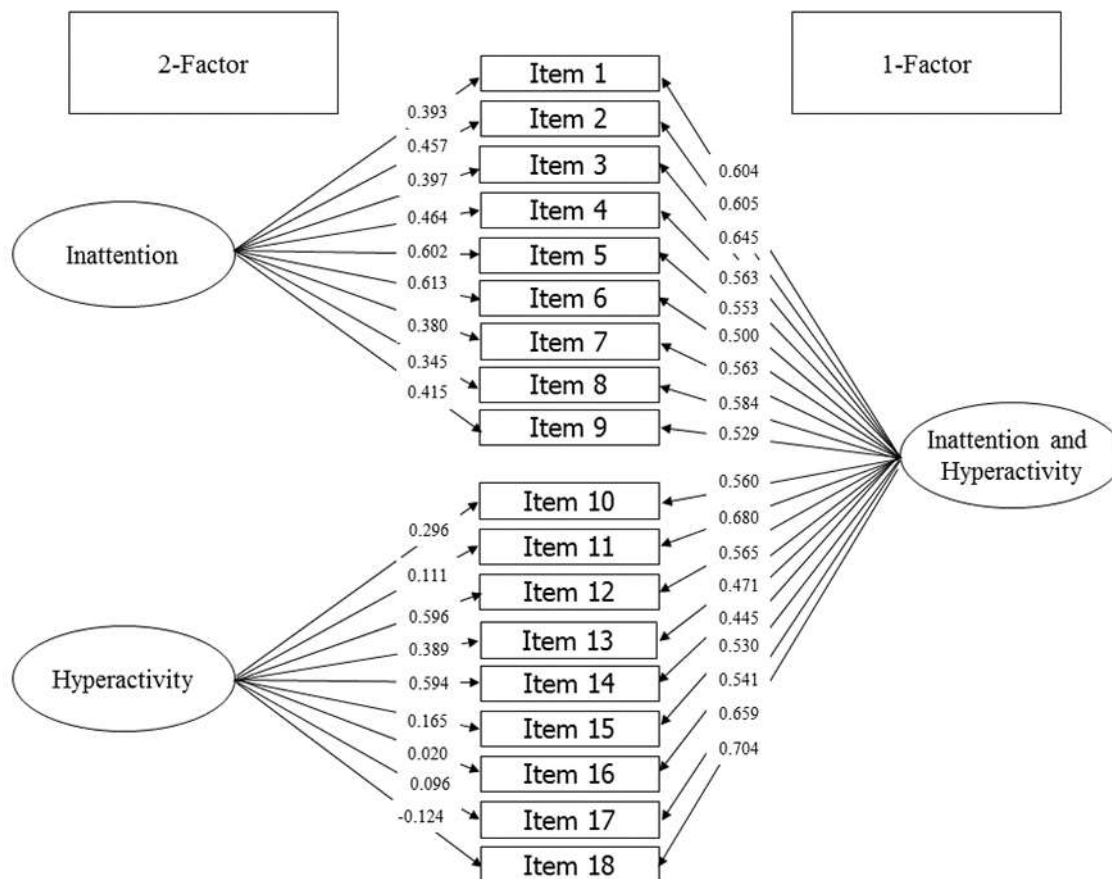 2-Factor
1-Factor
Item 1
Item 2
Item 3
Item 4
Item 5
Item 6
Item 7
Item 8
Item 9
Item 10
Item 11
Item 12
Item 13
Item 14
Item 15
Item 16
Item 17
Item 18
Inattention
Hyperactivity
0.393
0.457
0.397
0.464
0.602
0.613
0.380
0.345
0.415
0.296
0.111
0.596
0.389
0.594
0.165
0.020
0.096
-0.124
0.604
0.605
0.645
0.563
0.553
0.500
0.563
0.584
0.529
0.560
0.680
0.565
0.471
0.445
0.530
0.541
0.659
0.704
Inattention and
Hyperactivity